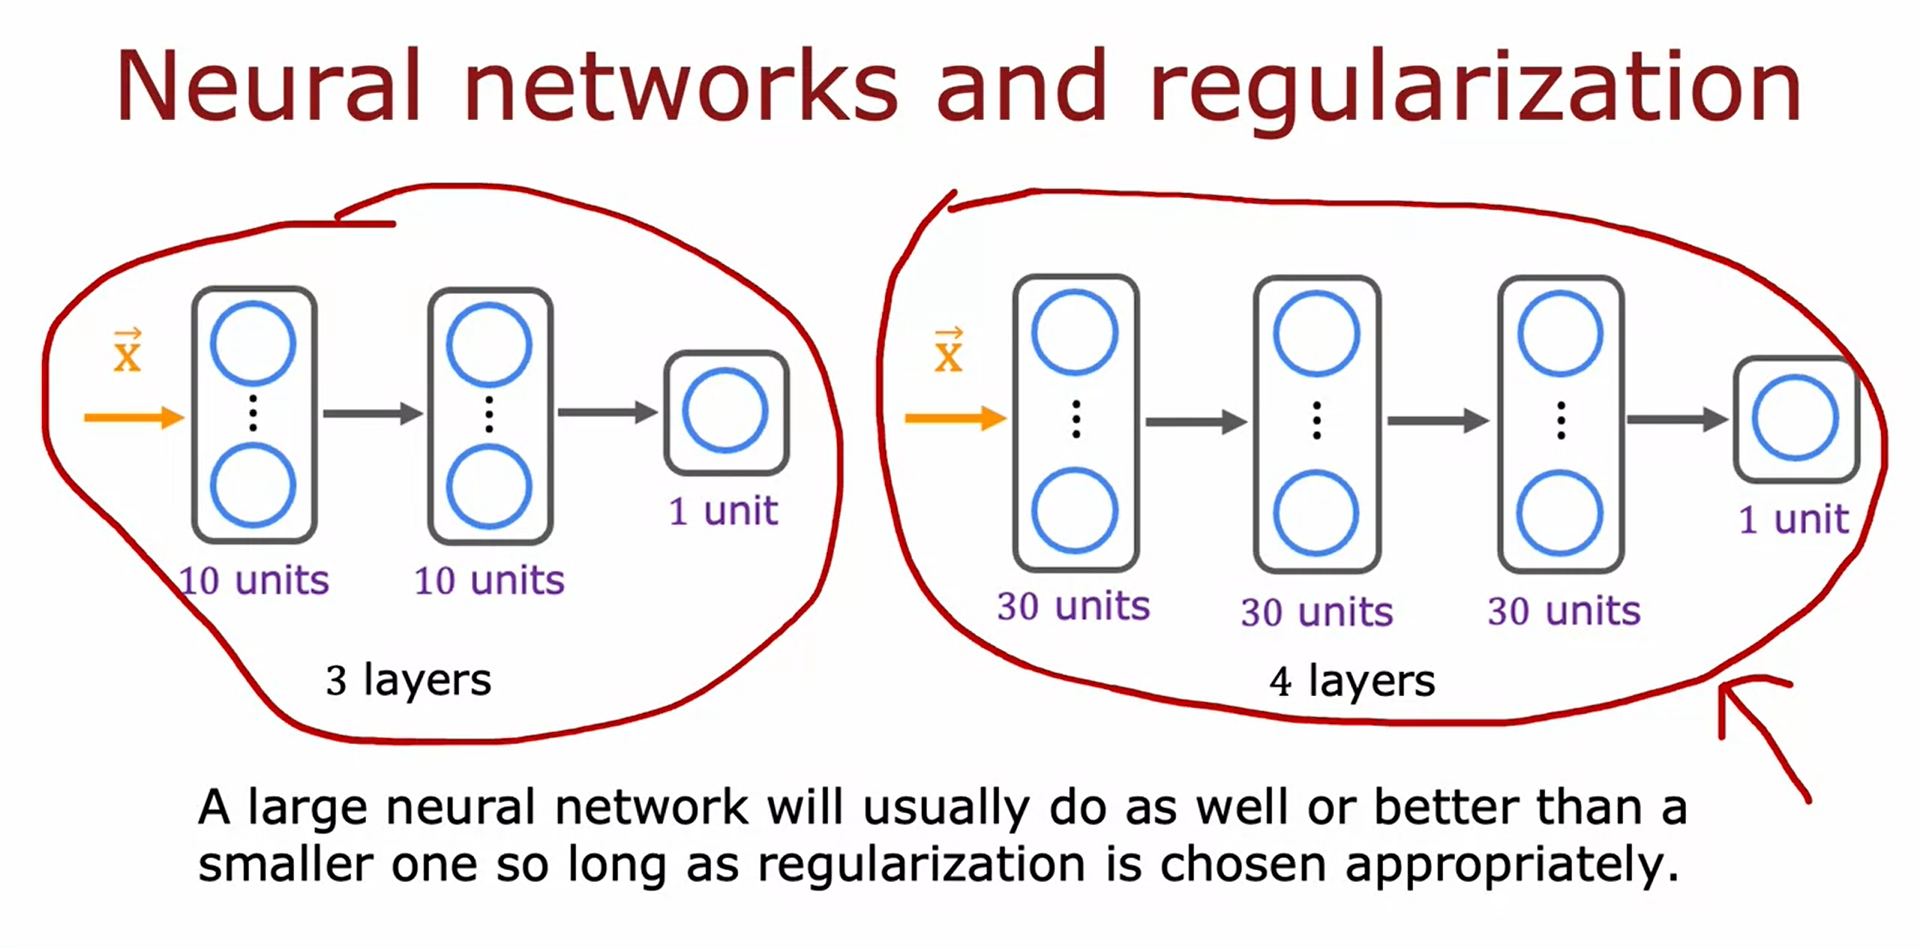 Neural networks and regularization
x⃗
10 units
10 units
1 unit
3 layers
x⃗
30 units
30 units
30 units
1 unit
4 layers
A large neural network will usually do as well or better than a
smaller one so long as regularization is chosen appropriately.